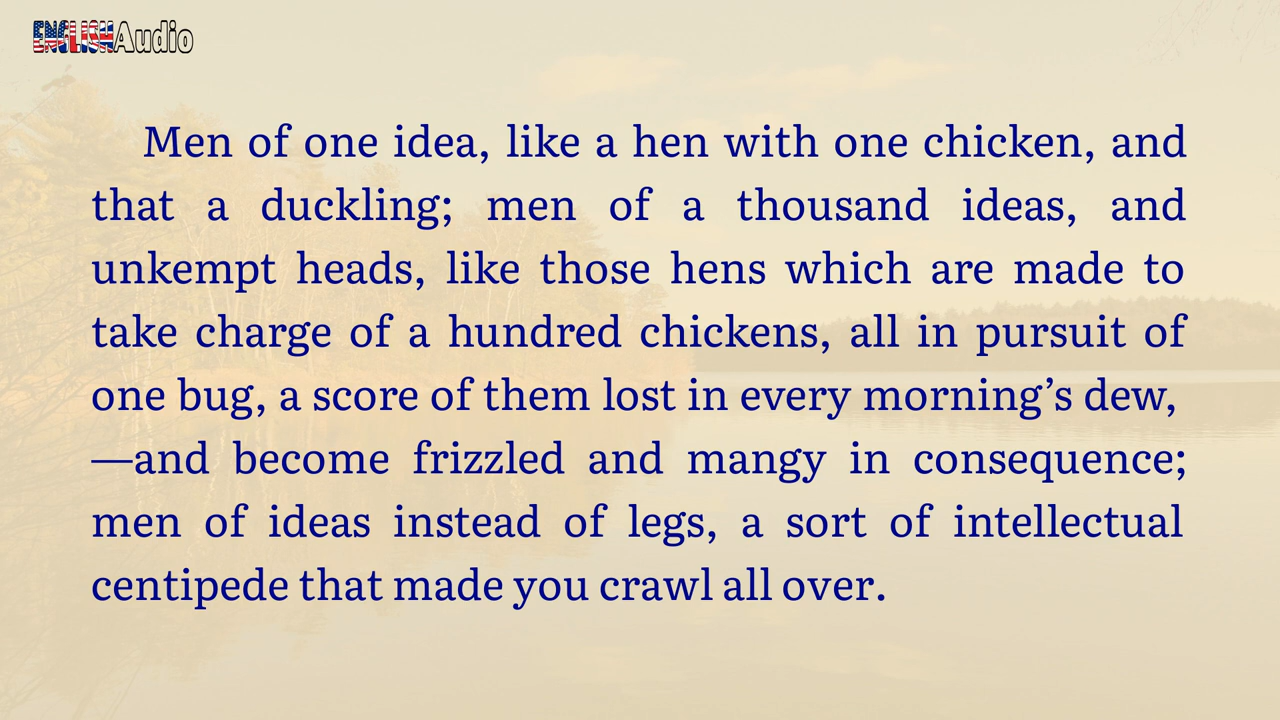 ENGLISHAudio
Men of one idea, like a hen with one chicken, and
that a duckling; men of a thousand ideas, and
unkempt heads, like those hens which are made to
take charge of a hundred chickens, all in pursuit of
one bug, a score of them lost in every morning’s dew,
—and become frizzled and mangy in consequence;
men of ideas instead of legs, a sort of intellectual
centipede that made you crawl all over.